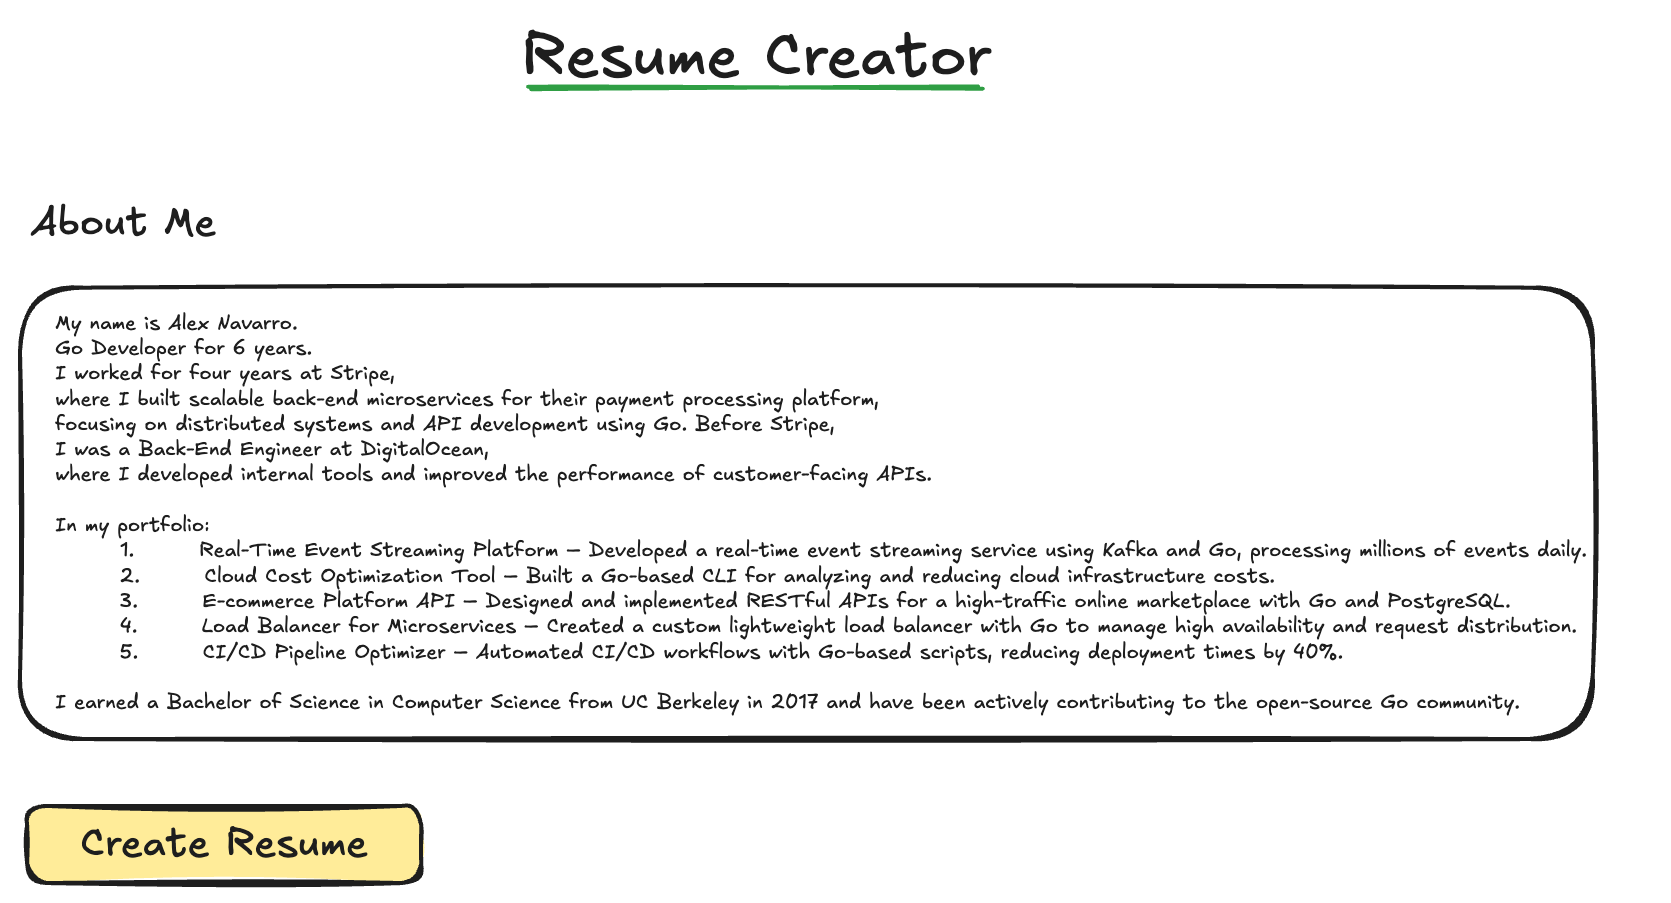 Resume Creator
About Me
My name is Alex Navarro.
Go Developer for 6 years.
I worked for four years at Stripe,
where I built scalable back-end microservices for their payment processing platform,
focusing on distributed systems and API development using Go. Before Stripe,
I was a Back-End Engineer at DigitalOcean,
where I developed internal tools and improved the performance of customer-facing APIs.
In my portfolio:
1. Real-Time Event Streaming Platform – Developed a real-time event streaming service using Kafka and Go, processing millions of events daily.
2. Cloud Cost Optimization Tool – Built a Go-based CLI for analyzing and reducing cloud infrastructure costs.
3. E-commerce Platform API – Designed and implemented RESTful APIs for a high-traffic online marketplace with Go and PostgreSQL.
4. Load Balancer for Microservices – Created a custom lightweight load balancer with Go to manage high availability and request distribution.
5. CI/CD Pipeline Optimizer – Automated CI/CD workflows with Go-based scripts, reducing deployment times by 40%.
I earned a Bachelor of Science in Computer Science from UC Berkeley in 2017 and have been actively contributing to the open-source Go community.
Create Resume